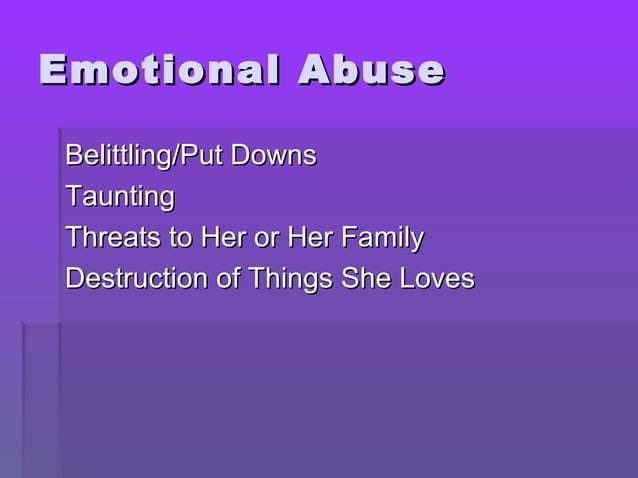 Emotional Abuse
Belittling/Put Downs
Taunting
Threats to Her or Her Family
Destruction of Things She Loves